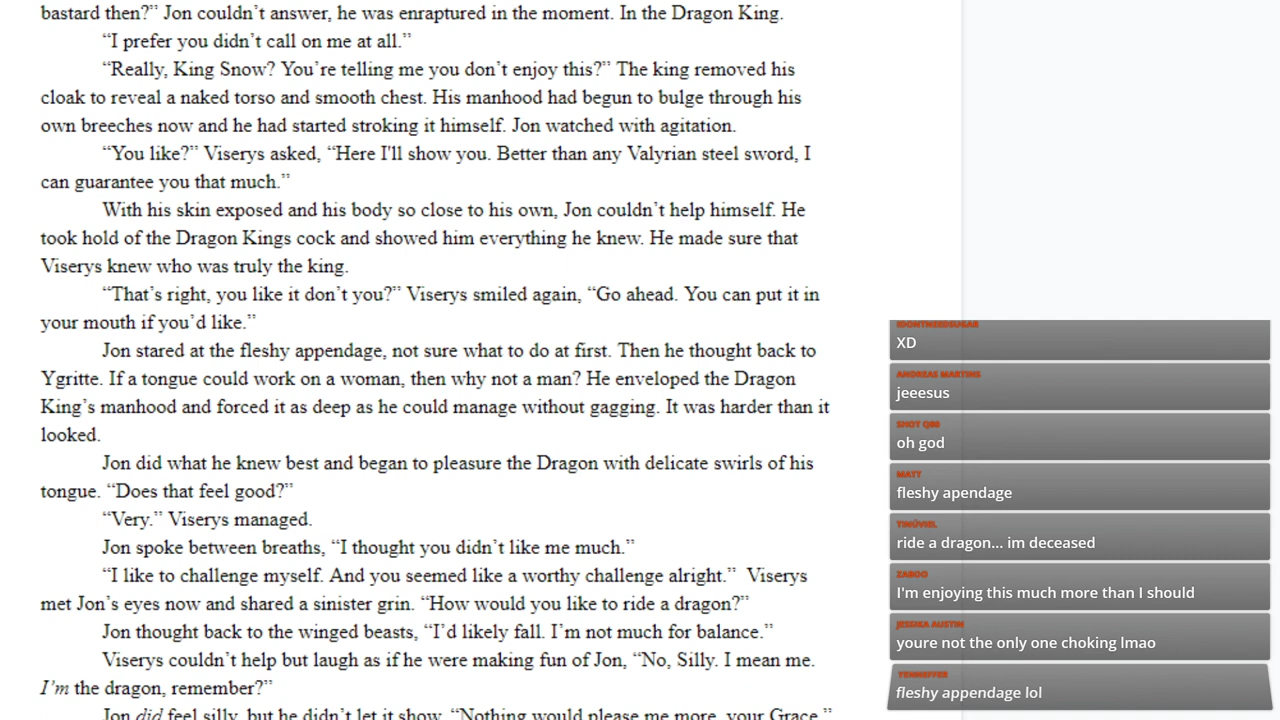 bastard then?” Jon couldn’t answer, he was enraptured in the moment. In the Dragon King.
“I prefer you didn’t call on me at all.”
“Really, King Snow? You’re telling me you don’t enjoy this?” The king removed his
cloak to reveal a naked torso and smooth chest. His manhood had begun to bulge through his
own breeches now and he had started stroking it himself. Jon watched with agitation.
“You like?” Viserys asked, “Here I'll show you. Better than any Valyrian steel sword, I
can guarantee you that much.”
With his skin exposed and his body so close to his own, Jon couldn’t help himself. He
took hold of the Dragon Kings cock and showed him everything he knew. He made sure that
Viserys knew who was truly the king.
“That’s right, you like it don’t you?” Viserys smiled again, “Go ahead. You can put it in
your mouth if you’d like.”
Jon stared at the fleshy appendage, not sure what to do at first. Then he thought back to
Ygritte. If a tongue could work on a woman, then why not a man? He enveloped the Dragon
King’s manhood and forced it as deep as he could manage without gagging. It was harder than it
looked.
Jon did what he knew best and began to pleasure the Dragon with delicate swirls of his
tongue. “Does that feel good?”
“Very.” Viserys managed.
Jon spoke between breaths, “I thought you didn’t like me much.”
“I like to challenge myself. And you seemed like a worthy challenge alright.” Viserys
met Jon’s eyes now and shared a sinister grin. “How would you like to ride a dragon?”
Jon thought back to the winged beasts, “I’d likely fall. I’m not much for balance.”
Viserys couldn’t help but laugh as if he were making fun of Jon, “No, Silly. I mean me.
I’m the dragon, remember?”
Jon did feel silly, but he didn’t let it show. “Nothing would please me more, your Grace.”
XD
ANDREAS MARTINS
jeeesus
SHOT Q80
oh god
MATT
fleshy apendage
TINÚVIEL
ride a dragon... im deceased
ZABOO
I'm enjoying this much more than I should
JESSIKA AUSTIN
youre not the only one choking lmao
YENNEFFER
fleshy appendage lol